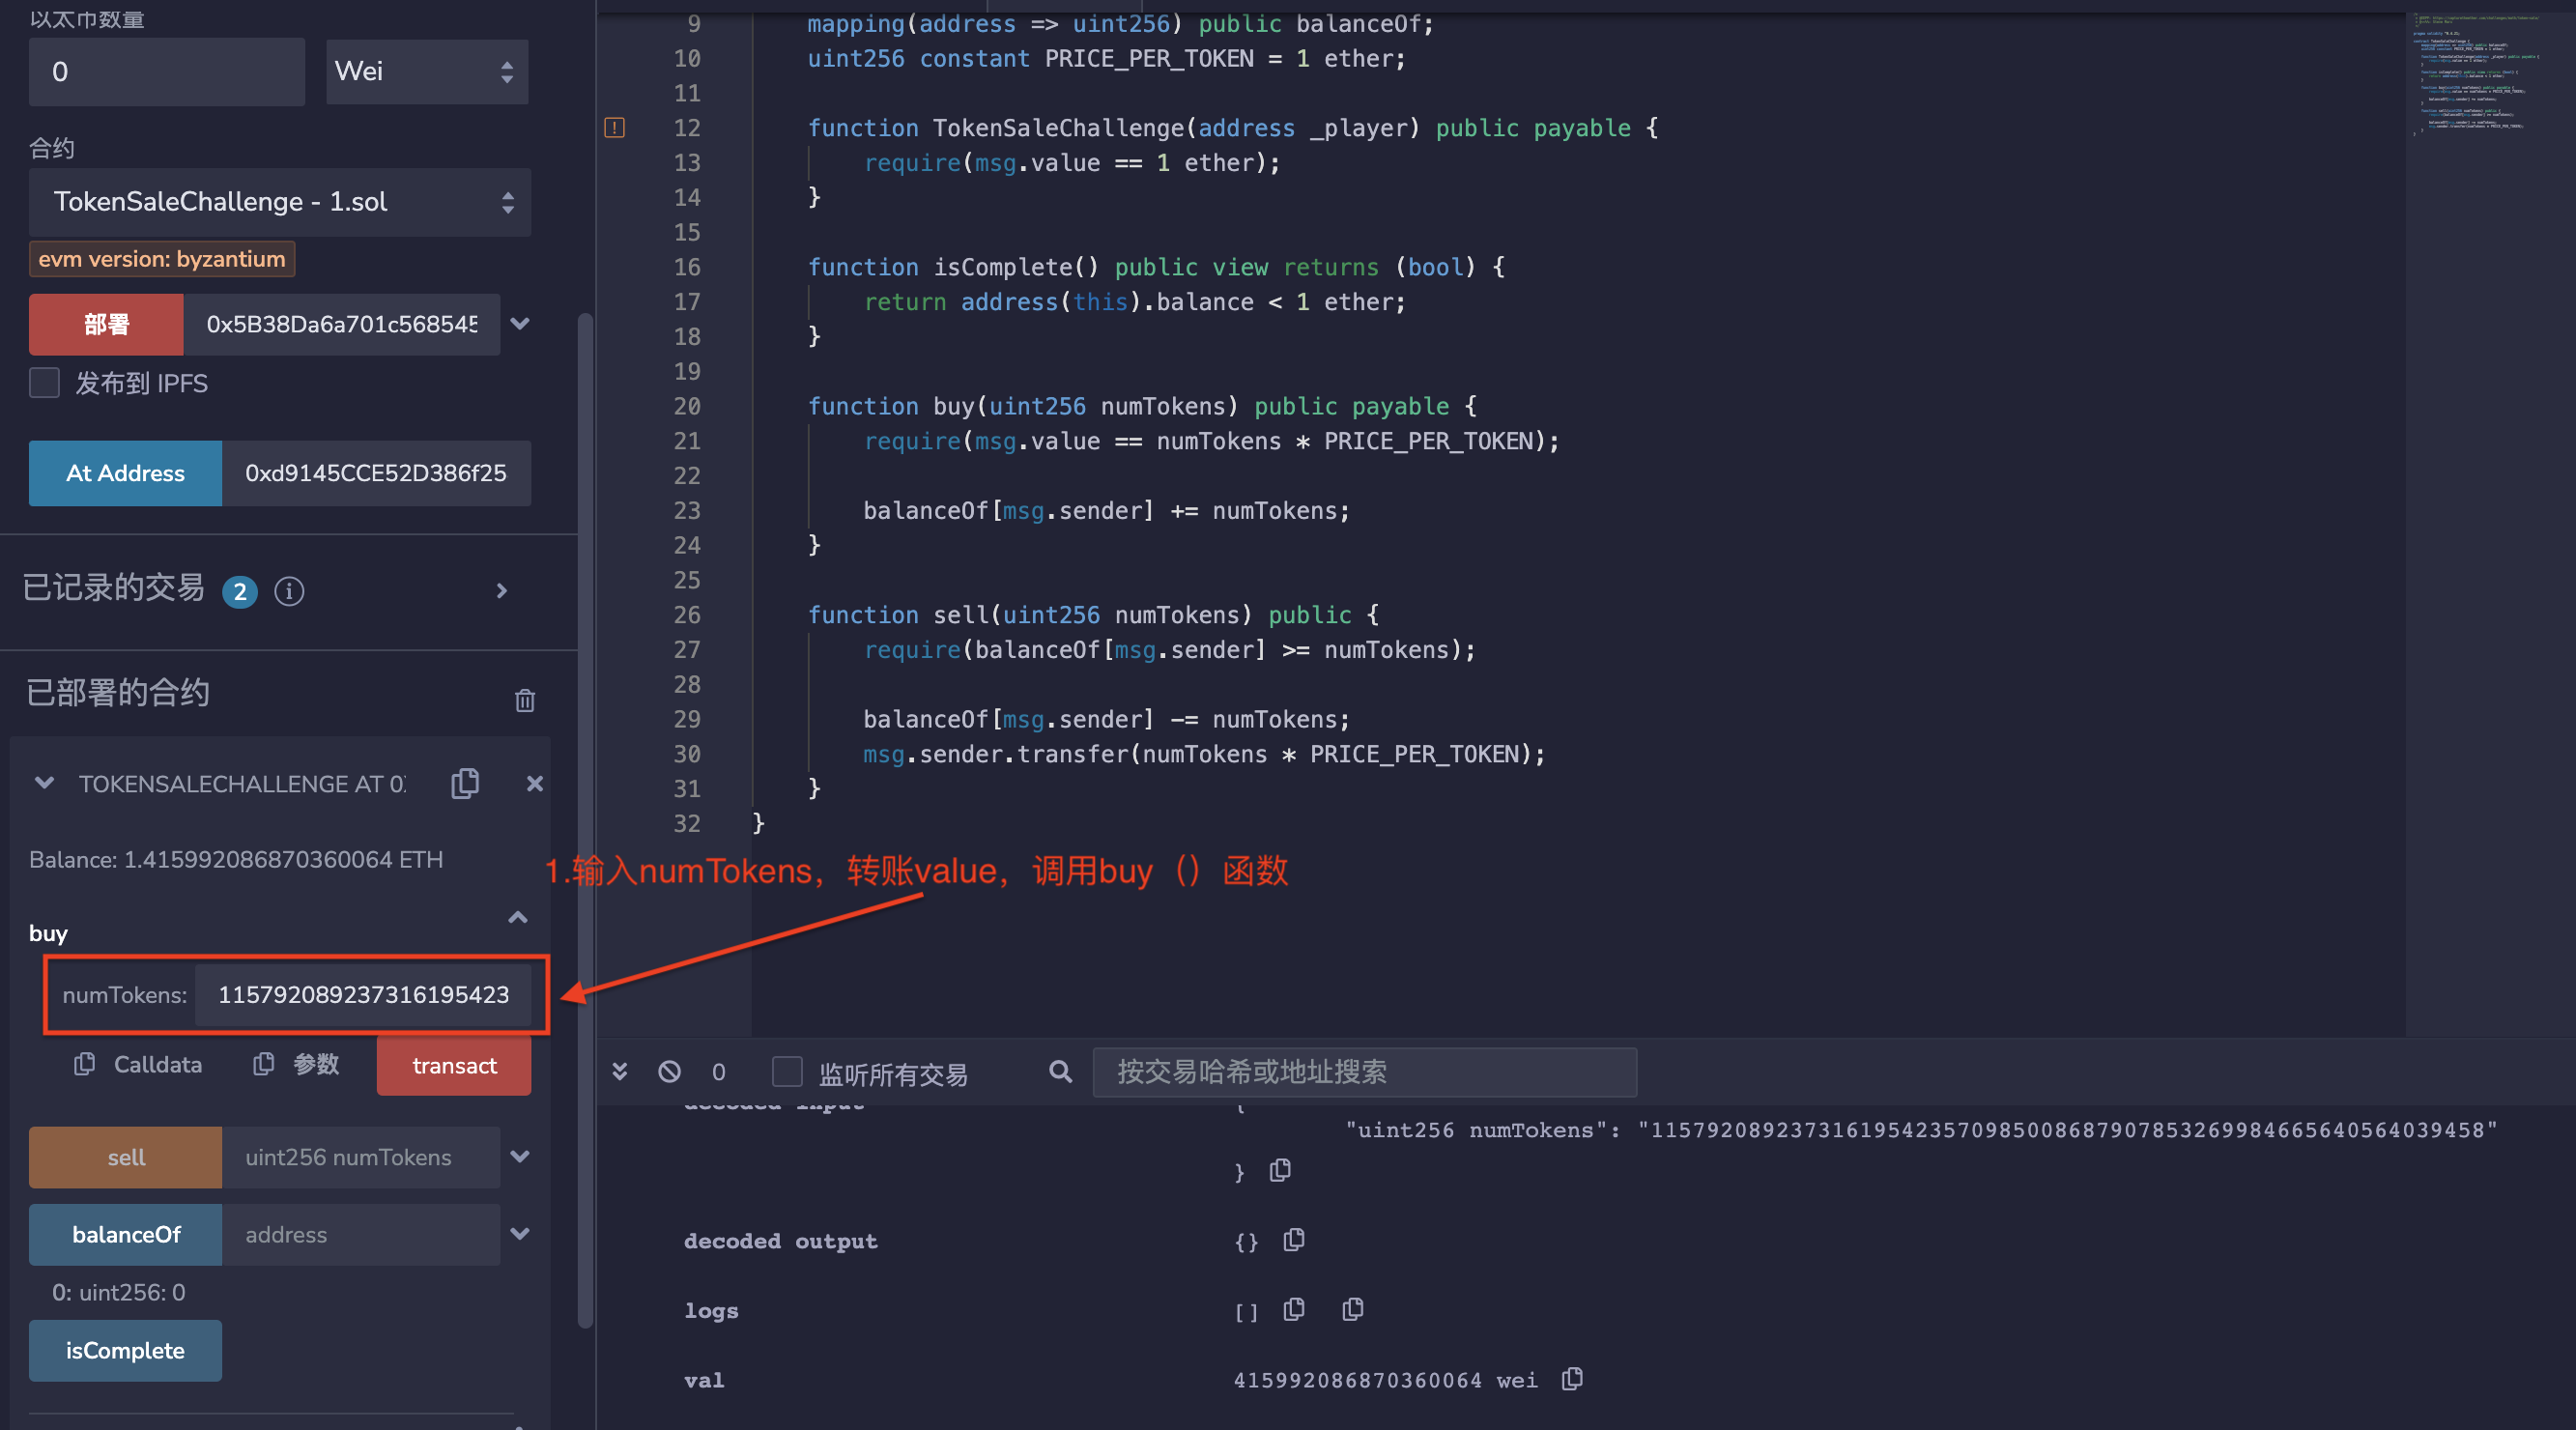 以太币数量
0
Wei
合约
TokenSaleChallenge - 1.sol
evm version: byzantium
部署
0x5B38Da6a701c568545
发布到 IPFS
At Address
0xd9145CCE52D386f25
已记录的交易
2
已部署的合约
TOKENSALECHALLENGE AT 0
Balance: 1.415992086870360064 ETH
buy
numTokens:
115792089237316195423
Calldata
参数
transact
sell
uint256 numTokens
balanceOf
address
0: uint256: 0
isComplete
9 mapping(address => uint256) public balanceOf;
10 uint256 constant PRICE_PER_TOKEN = 1 ether;
11
12 function TokenSaleChallenge(address _player) public payable {
13 require(msg.value == 1 ether);
14 }
15
16 function isComplete() public view returns (bool) {
17 return address(this).balance < 1 ether;
18 }
19
20 function buy(uint256 numTokens) public payable {
21 require(msg.value == numTokens * PRICE_PER_TOKEN);
22
23 balanceOf[msg.sender] += numTokens;
24 }
25
26 function sell(uint256 numTokens) public {
27 require(balanceOf[msg.sender] >= numTokens);
28
29 balanceOf[msg.sender] -= numTokens;
30 msg.sender.transfer(numTokens * PRICE_PER_TOKEN);
31 }
32 }
1.输入numTokens，转账value，调用buy（）函数
0
监听所有交易
按交易哈希或地址搜索
decoded input {
"uint256 numTokens": "115792089237316195423570985008687907853269984665640564039458"
}
decoded output {}
logs []
val 415992086870360064 wei